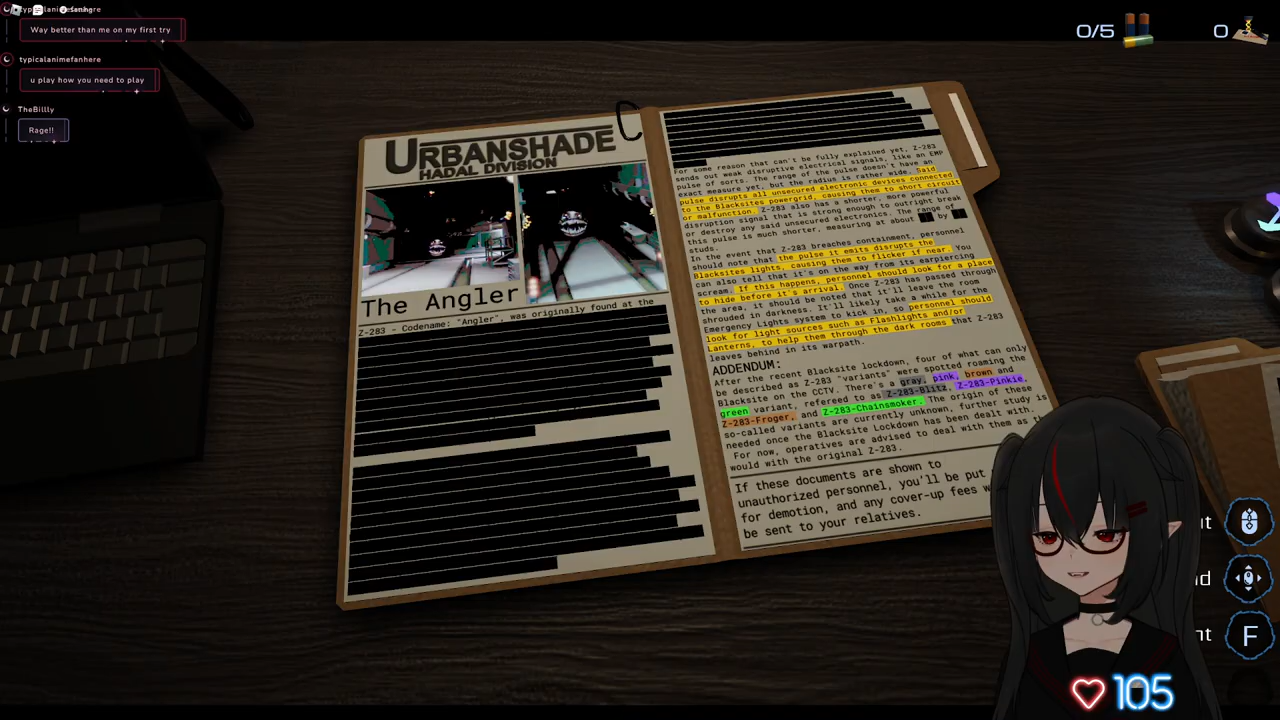 typicalanimefanhere
Way better than me on my first try
typicalanimefanhere
u play how you need to play
TheBillly
Rage!!
0/5
0
URBANSHADE
HADAL DIVISION
The Angler
Z-283 - Codename: "Angler", was originally found at the
For some reason that can't be fully explained yet, Z-283
sends out weak disruptive electrical signals, like an EMP
pulse of sorts. The range of the pulse doesn't have an
exact measure yet, but the radius is rather wide. Said
pulse disrupts all unsecured electronic devices connected
to the Blacksites powergrid, causing them to short circuit
or malfunction. Z-283 also has a shorter, more powerful
disruption signal that is strong enough to outright break
or destroy any said unsecured electronics. The range of
this pulse is much shorter, measuring at about by
studs.
In the event that Z-283 breaches containment, personnel
should note that the pulse it emits disrupts the
Blacksites lights, causing them to flicker if near. You
can also tell that it's on the way from its earpiercing
scream. If this happens, personnel should look for a place
to hide before it's arrival. Once Z-283 has passed through
the area, it should be noted that it'll leave the room
shrouded in darkness. It'll likely take a while for the
Emergency Lights system to kick in, so personnel should
look for light sources such as Flashlights and/or
Lanterns, to help them through the dark rooms that Z-283
leaves behind in its warpath.
ADDENDUM:
After the recent Blacksite lockdown, four of what can only
be described as Z-283 "variants" were spotted roaming the
Blacksite on the CCTV. There's a gray, pink, brown and
green variant, refereed to as Z-283-Blitz, Z-283-Pinkie,
Z-283-Froger, and Z-283-Chainsmoker. The origin of these
so-called variants are currently unknown, further study is
needed once the Blacksite Lockdown has been dealt with.
For now, operatives are advised to deal with them as
would with the original Z-283.
If these documents are shown to
unauthorized personnel, you'll be put
for demotion, and any cover-up fees
be sent to your relatives.
F
105